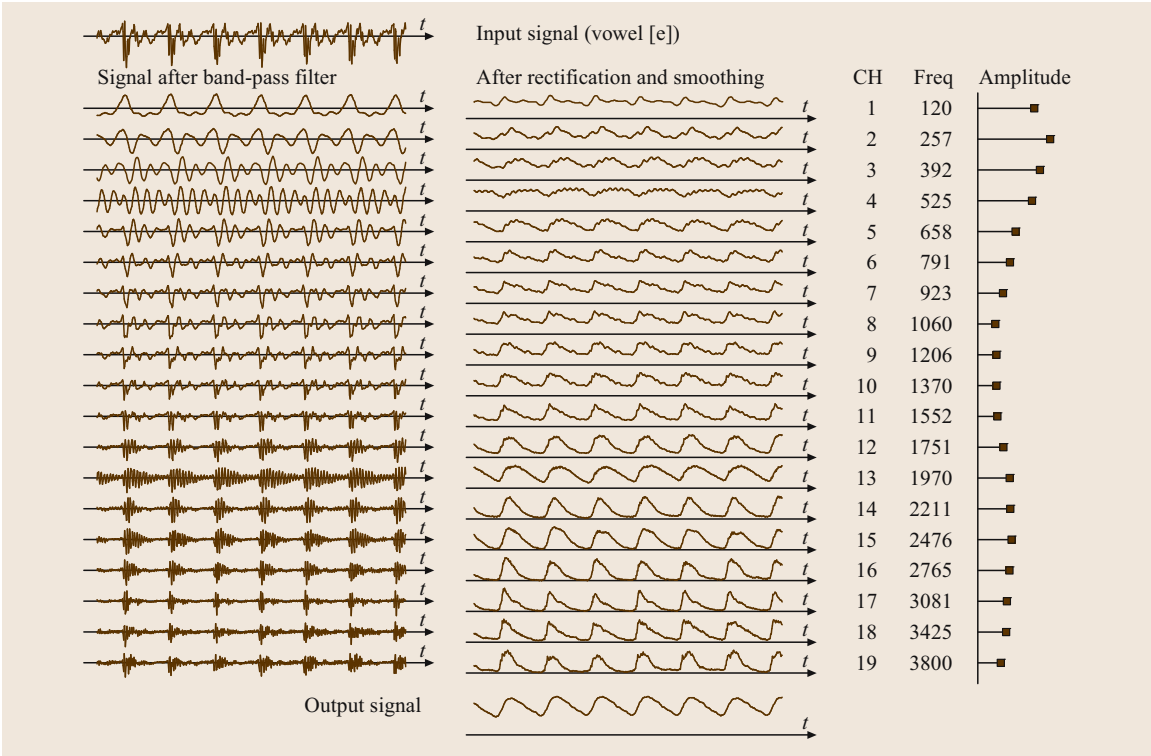 t Input signal (vowel [e])
Signal after band-pass filter After rectification and smoothing CH Freq Amplitude
t t 1 120
t t 2 257
t t 3 392
t t 4 525
t t 5 658
t t 6 791
t t 7 923
t t 8 1060
t t 9 1206
t t 10 1370
t t 11 1552
t t 12 1751
t t 13 1970
t t 14 2211
t t 15 2476
t t 16 2765
t t 17 3081
t t 18 3425
t t 19 3800
Output signal t